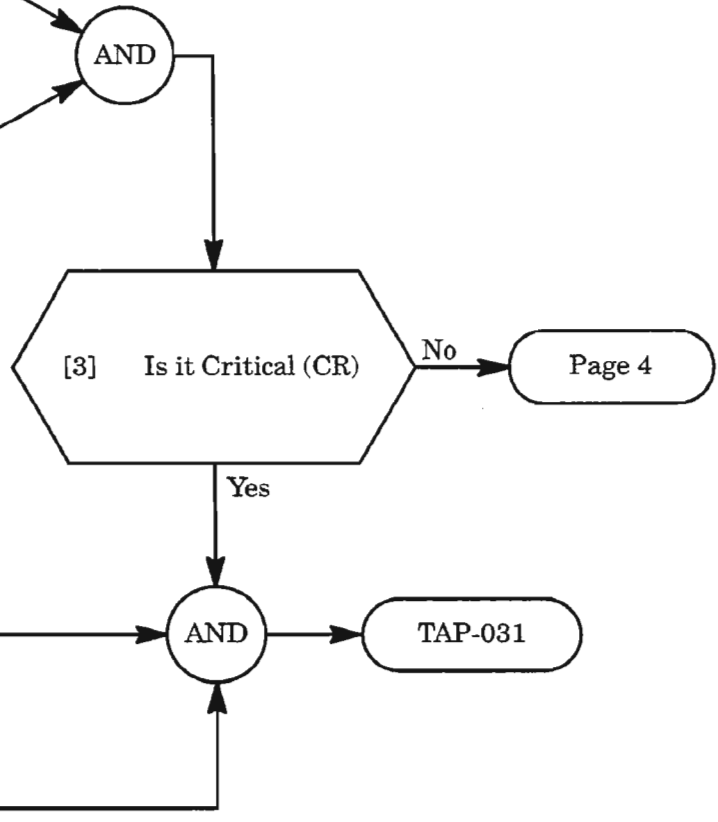 AND
[3] Is it Critical (CR)
No
Page 4
Yes
AND
TAP-031